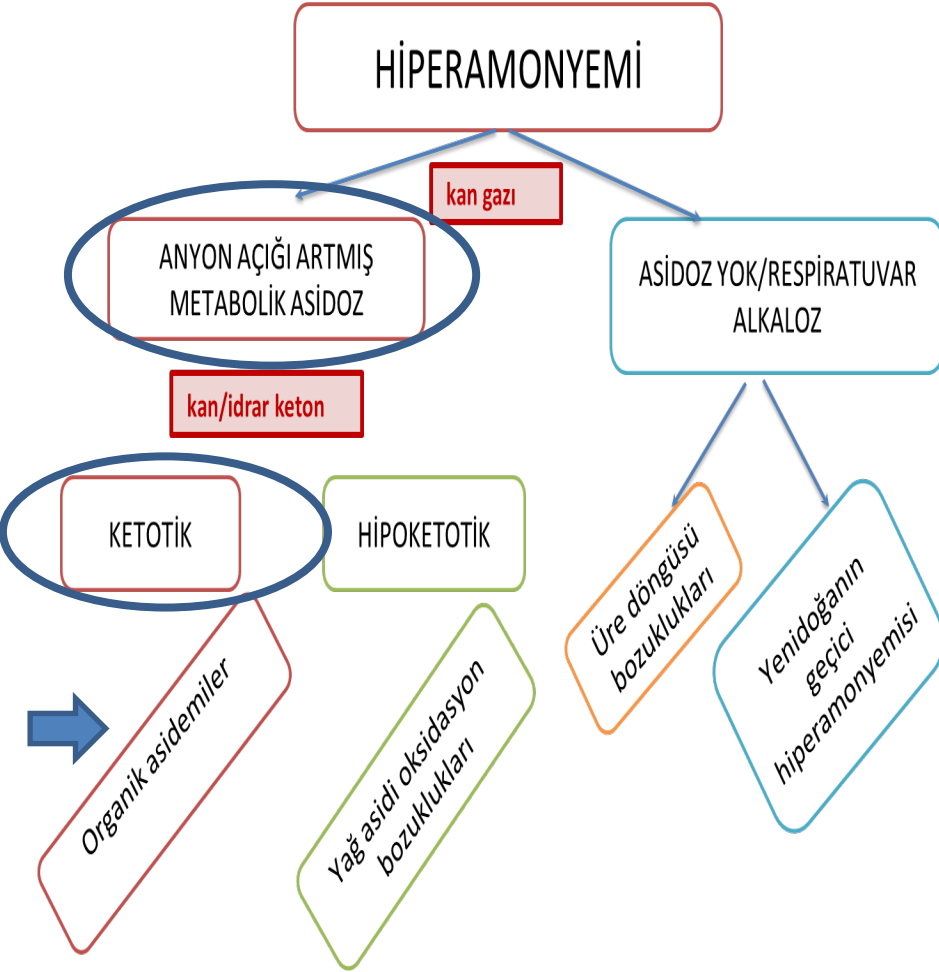 HİPERAMONYEMİ
kan gazı
ANYON AÇIĞI ARTMIŞ
METABOLİK ASİDOZ
ASİDOZ YOK/RESPİRATUVAR
ALKALOZ
kan/idrar keton
KETOTİK
HİPOKETOTİK
Organik asidemiler
Yağ asidi oksidasyon
bozuklukları
Üre döngüsü
bozuklukları
Yenidoğanın
geçici
hiperamonyemisi